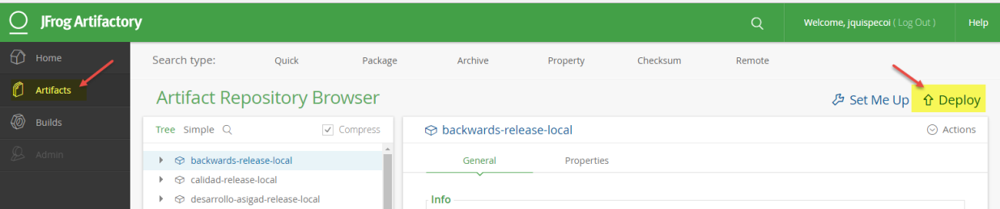 JFrog Artifactory
Welcome, jquispecoi ( Log Out )
Help
Home
Artifacts
Builds
Admin
Search type:
Quick
Package
Archive
Property
Checksum
Remote
Artifact Repository Browser
Set Me Up
Deploy
Tree
Simple
Compress
backwards-release-local
calidad-release-local
desarrollo-asigad-release-local
backwards-release-local
Actions
General
Properties
Info